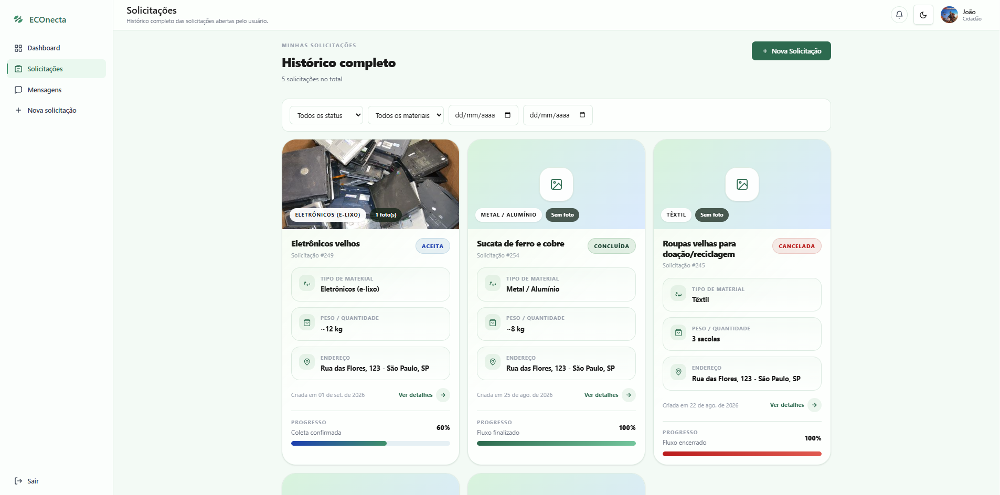 ECOnecta
Dashboard
Solicitações
Mensagens
Nova solicitação
Sair
Solicitações
Histórico completo das solicitações abertas pelo usuário.
João
Cidadão
MINHAS SOLICITAÇÕES
Histórico completo
5 solicitações no total
+ Nova Solicitação
Todos os status
Todos os materiais
dd/mm/aaaa
dd/mm/aaaa
ELETRÔNICOS (E-LIXO)
1 foto(s)
Eletrônicos velhos
ACEITA
Solicitação #249
TIPO DE MATERIAL
Eletrônicos (e-lixo)
PESO / QUANTIDADE
~12 kg
ENDEREÇO
Rua das Flores, 123 - São Paulo, SP
Criada em 01 de set. de 2026
Ver detalhes
PROGRESSO
Coleta confirmada
60%
METAL / ALUMÍNIO
Sem foto
Sucata de ferro e cobre
CONCLUÍDA
Solicitação #254
TIPO DE MATERIAL
Metal / Alumínio
PESO / QUANTIDADE
~8 kg
ENDEREÇO
Rua das Flores, 123 - São Paulo, SP
Criada em 25 de ago. de 2026
Ver detalhes
PROGRESSO
Fluxo finalizado
100%
TÊXTIL
Sem foto
Roupas velhas para
doação/reciclagem
CANCELADA
Solicitação #245
TIPO DE MATERIAL
Têxtil
PESO / QUANTIDADE
3 sacolas
ENDEREÇO
Rua das Flores, 123 - São Paulo, SP
Criada em 22 de ago. de 2026
Ver detalhes
PROGRESSO
Fluxo encerrado
100%